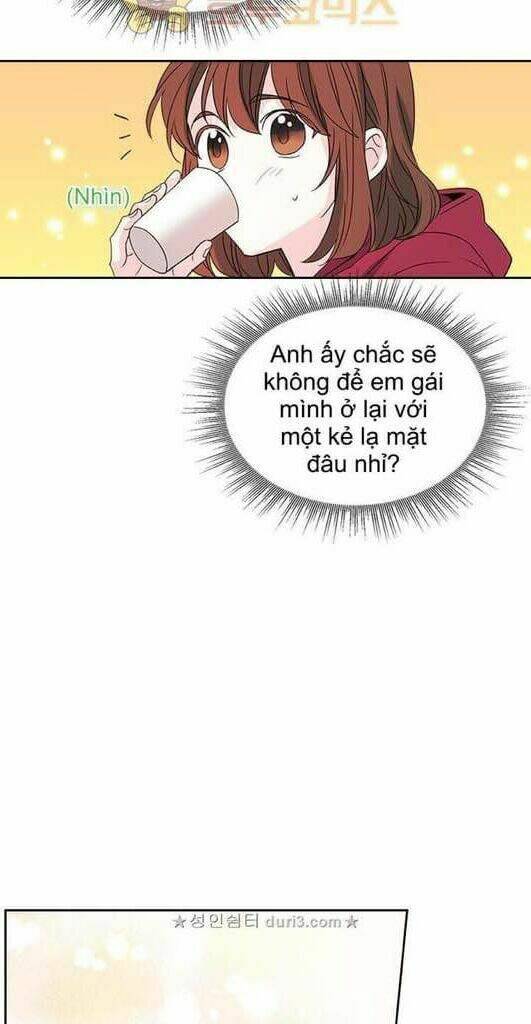 (Nhìn)
Anh ấy chắc sẽ
không để em gái
mình ở lại với
một kẻ lạ mặt
đâu nhỉ?
★성인쉼터 duri3.com★